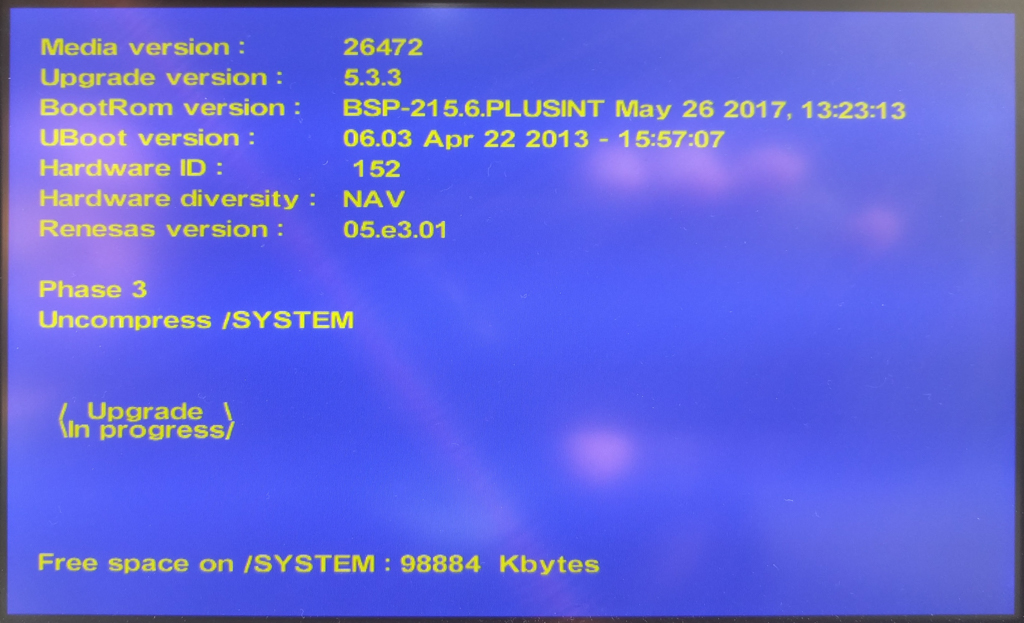 Media version : 26472
Upgrade version : 5.3.3
BootRom version : BSP-215.6.PLUSINT May 26 2017, 13:23:13
UBoot version : 06.03 Apr 22 2013 - 15:57:07
Hardware ID : 152
Hardware diversity : NAV
Renesas version : 05.e3.01
Phase 3
Uncompress /SYSTEM
/ Upgrade \
\In progress/
Free space on /SYSTEM : 98884 Kbytes